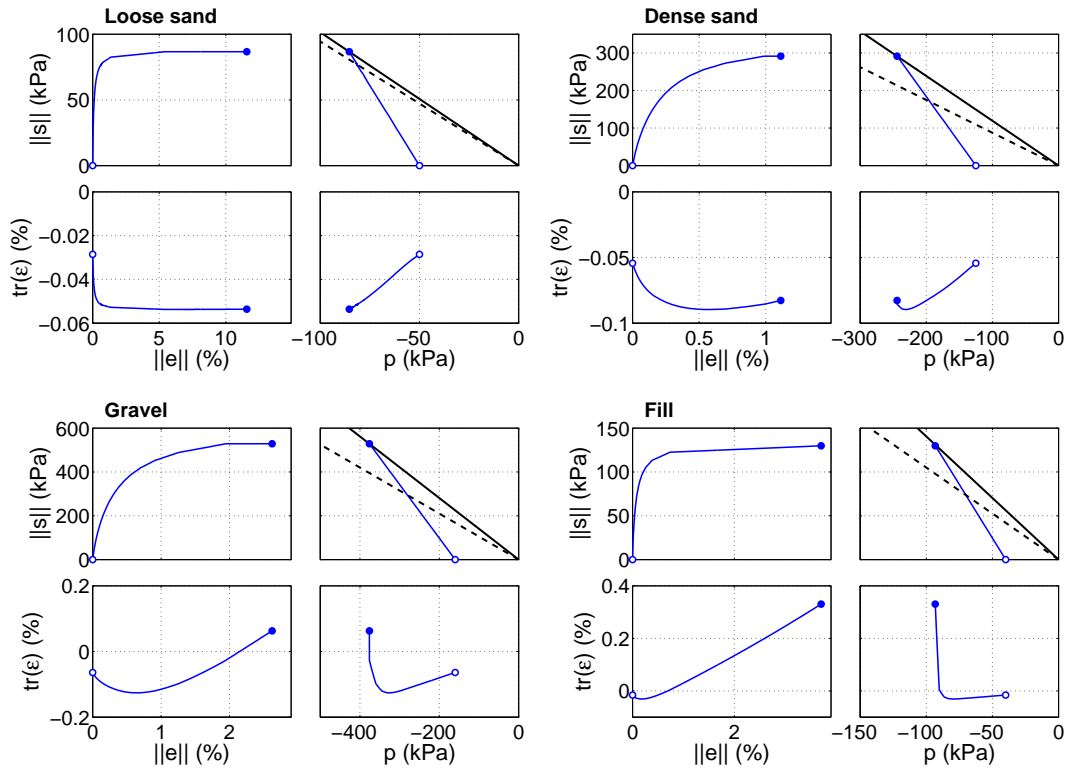 Loose sand
Dense sand
||s|| (kPa)
100
50
0
||s|| (kPa)
300
200
100
0
tr(ε) (%)
0
−0.02
−0.04
−0.06
0 5 10
||e|| (%)
−100 −50 0
p (kPa)
tr(ε) (%)
0
−0.05
−0.1
0 0.5 1
||e|| (%)
−300 −200 −100 0
p (kPa)
Gravel
Fill
||s|| (kPa)
600
400
200
0
||s|| (kPa)
150
100
50
0
tr(ε) (%)
0.2
0
−0.2
0 1 2
||e|| (%)
−400 −200 0
p (kPa)
tr(ε) (%)
0.4
0.2
0
0 2
||e|| (%)
−150 −100 −50 0
p (kPa)